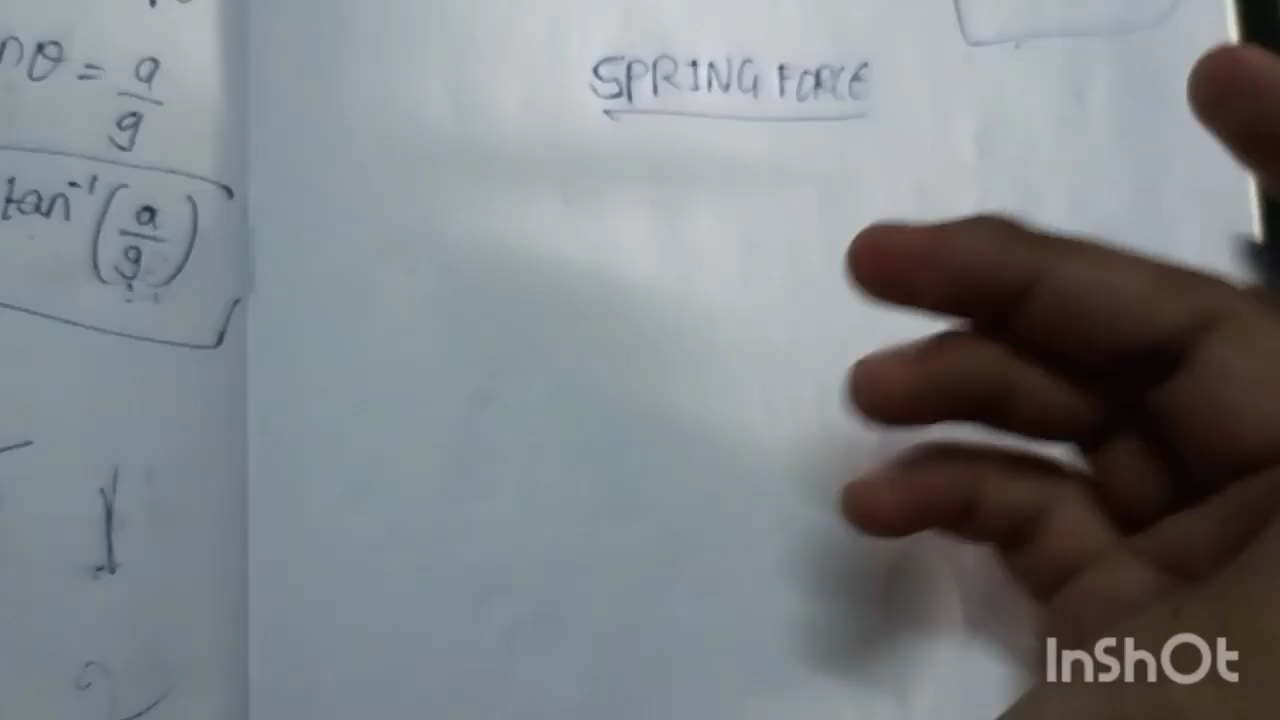 nθ = a/g
tan⁻¹(a/g)
SPRING FORCE
InShOt